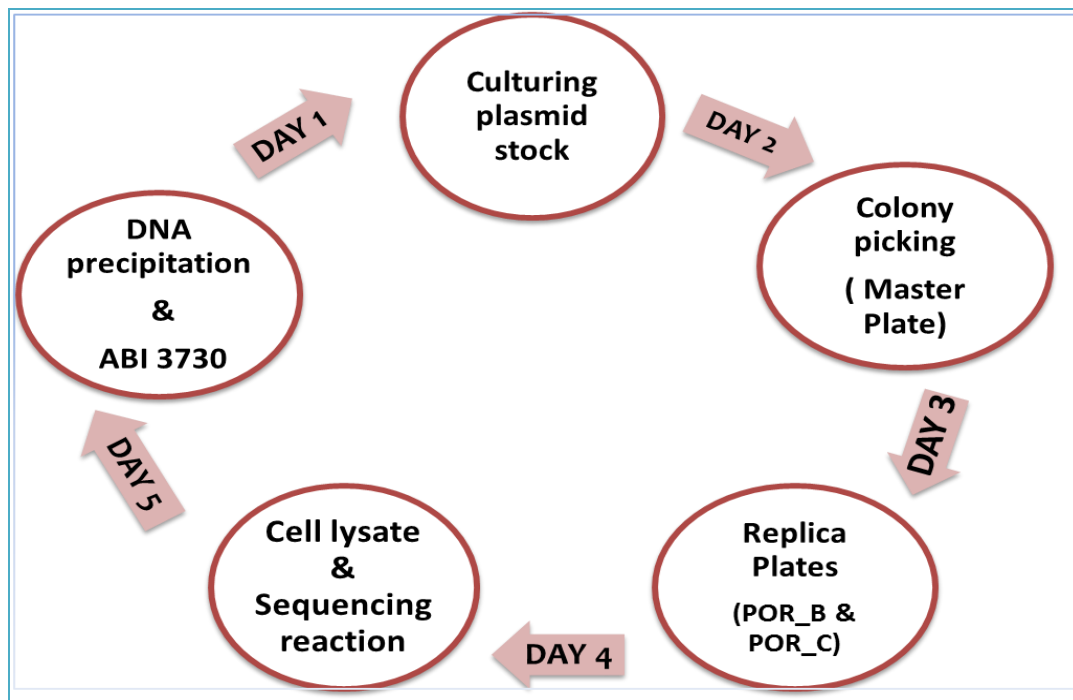 DAY 1
Culturing
plasmid
stock
DAY 2
Colony
picking
( Master
Plate)
DAY 3
Replica
Plates
(POR_B &
POR_C)
DAY 4
Cell lysate
&
Sequencing
reaction
DAY 5
DNA
precipitation
&
ABI 3730